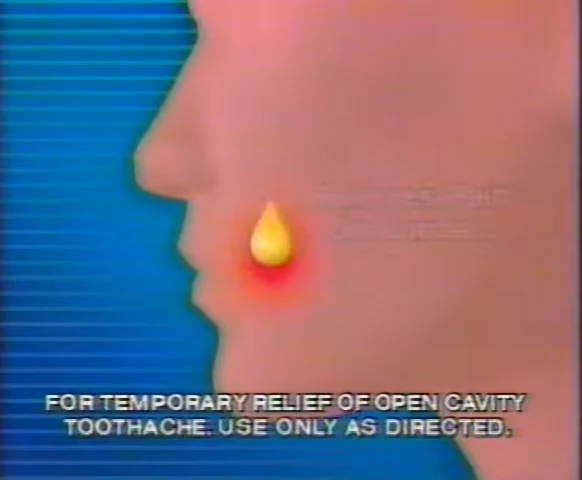 FOR TEMPORARY RELIEF OF OPEN CAVITY
TOOTHACHE. USE ONLY AS DIRECTED.